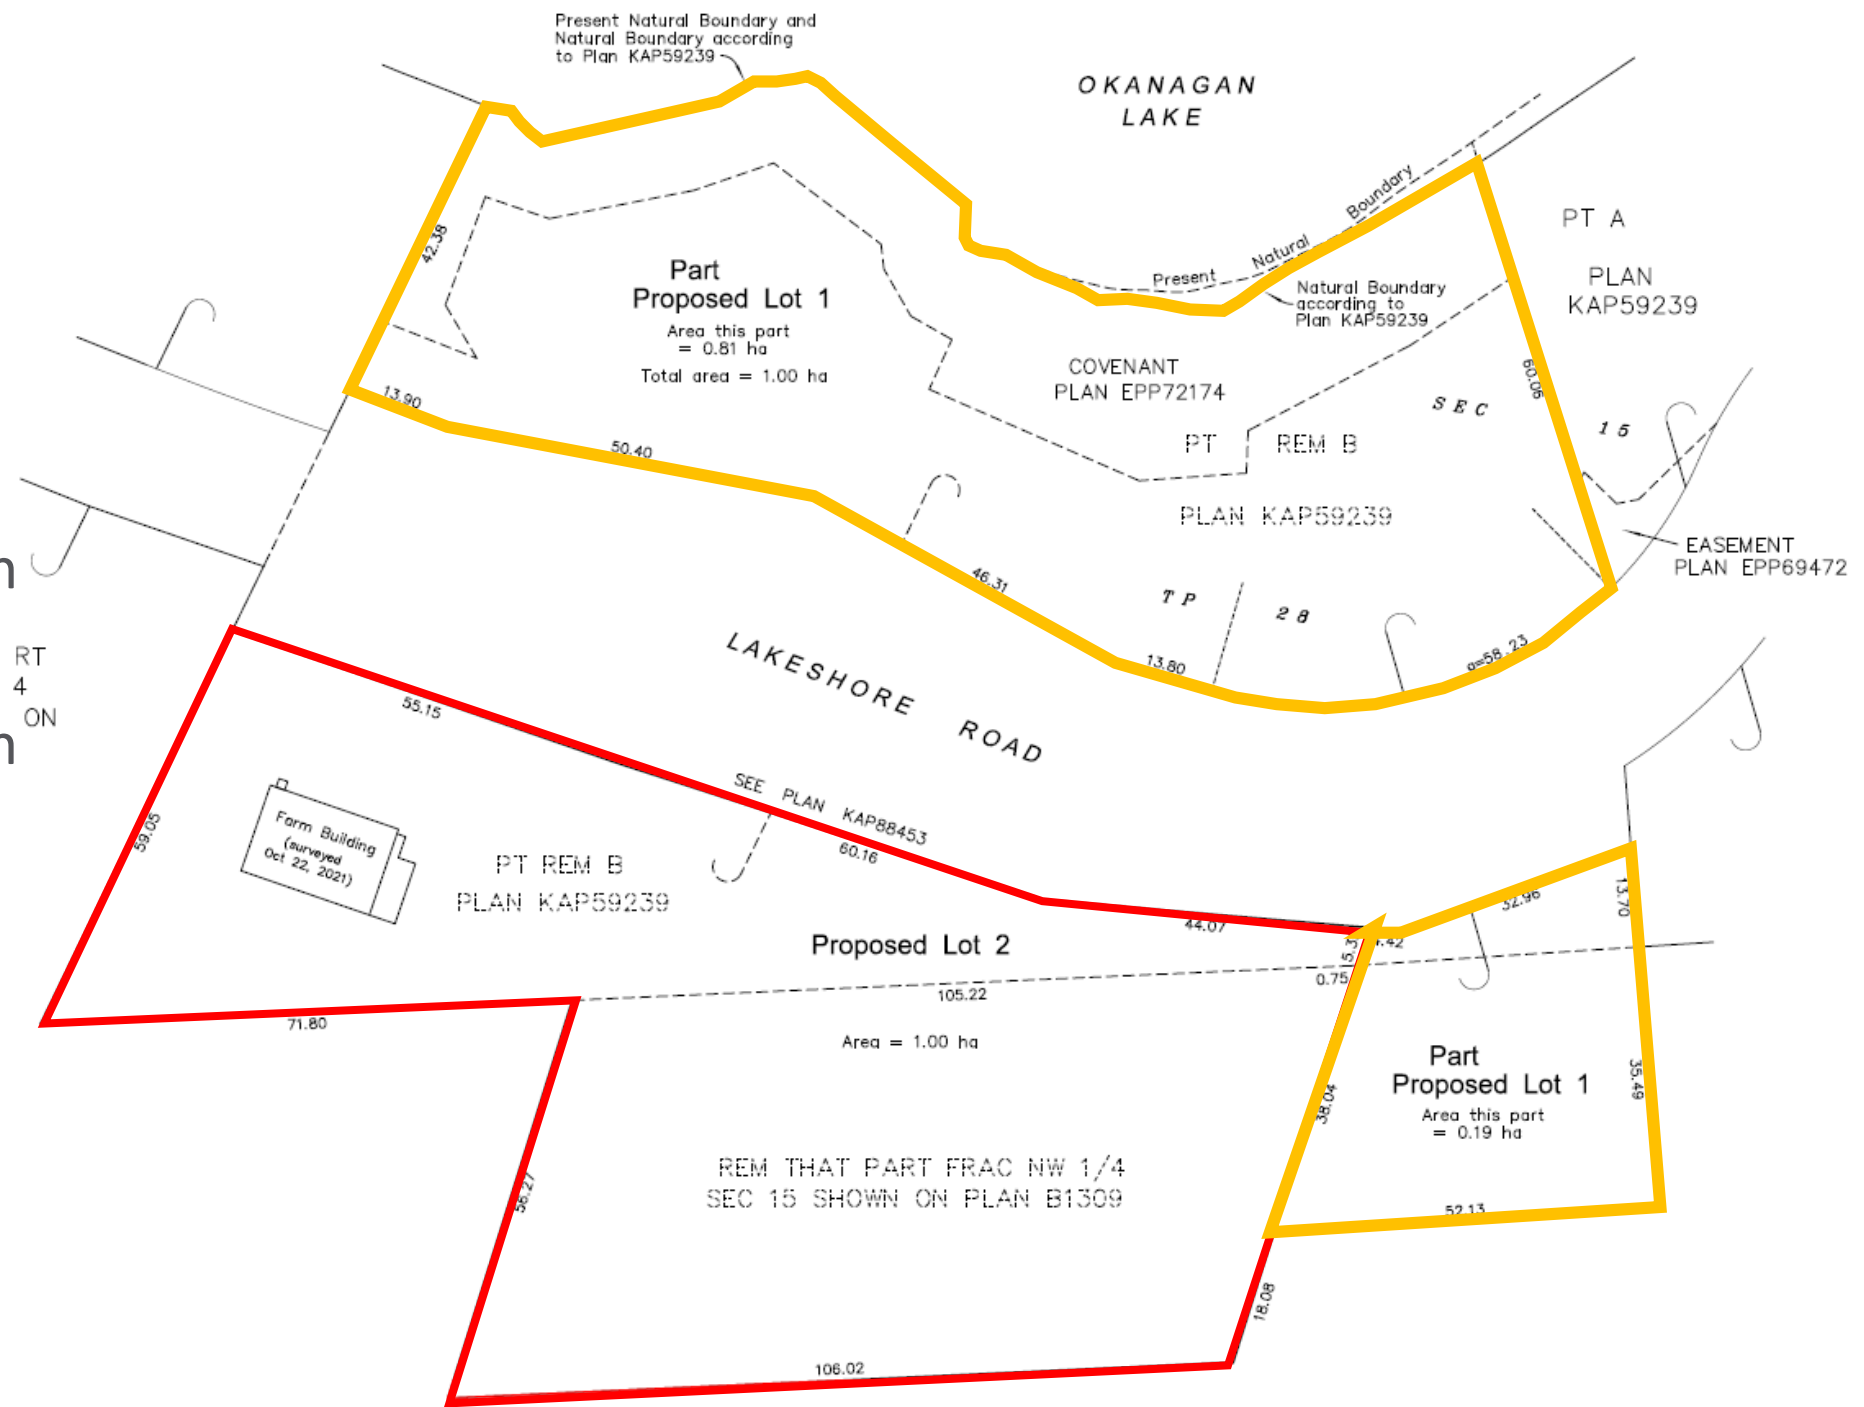 Present Natural Boundary and
Natural Boundary according
to Plan KAP59239
OKANAGAN
LAKE
Present Natural Boundary
Natural Boundary
according to
Plan KAP59239
PT A
PLAN
KAP59239
42.38
Part
Proposed Lot 1
Area this part
= 0.81 ha
Total area = 1.00 ha
COVENANT
PLAN EPP72174
60.06
SEC
15
13.90
50.40
PT REM B
PLAN KAP59239
EASEMENT
PLAN EPP69472
46.31
TP
28
13.80
a=58.23
n
RT
4
ON
n
LAKESHORE ROAD
55.15
SEE PLAN KAP88453
60.16
59.05
Farm Building
(surveyed
Oct 22, 2021)
PT REM B
PLAN KAP59239
Proposed Lot 2
44.07
32.96
13.70
0.75
71.80
105.22
Area = 1.00 ha
Part
Proposed Lot 1
Area this part
= 0.19 ha
38.04
35.49
REM THAT PART FRAC NW 1/4
SEC 15 SHOWN ON PLAN B1309
58.27
52.13
18.08
106.02